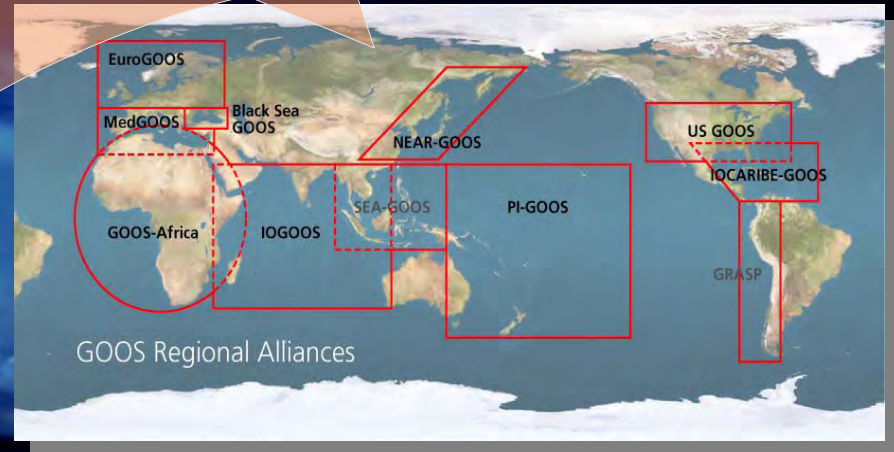 EuroGOOS
MedGOOS
Black Sea
GOOS
NEAR-GOOS
US GOOS
IOCARIBE-GOOS
GOOS-Africa
IOGOOS
SEA-GOOS
PI-GOOS
GRASP
GOOS Regional Alliances